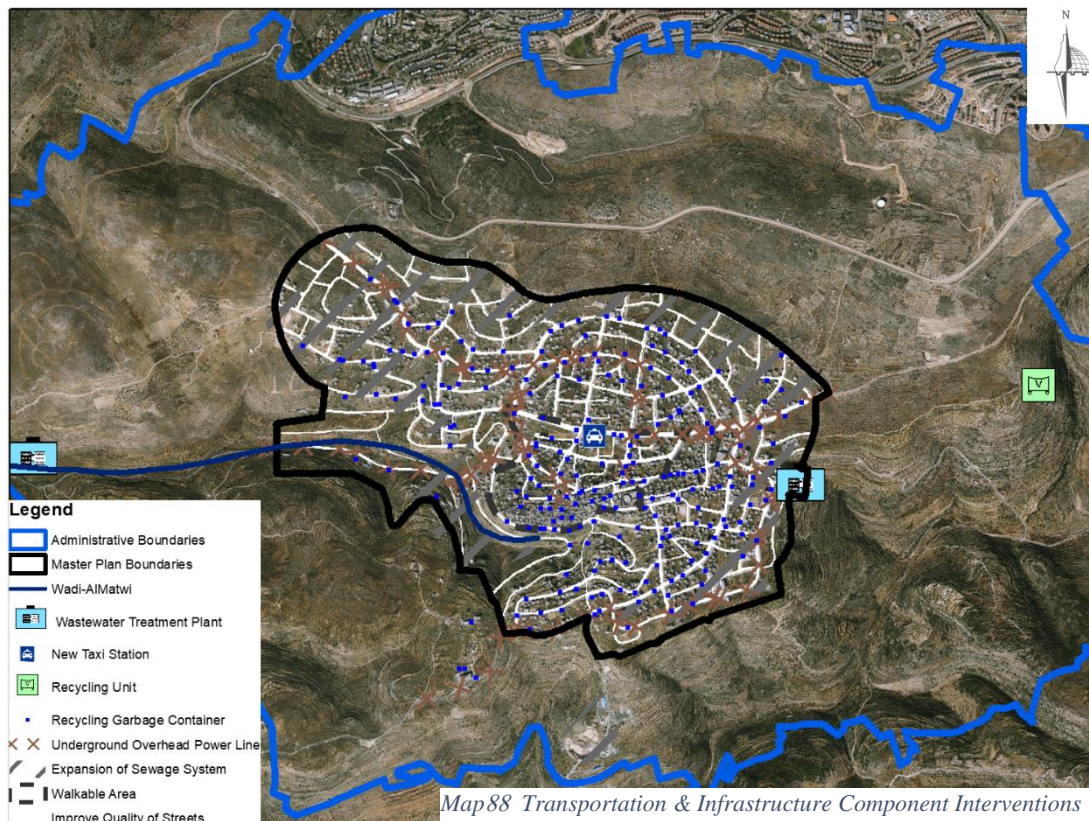 N
Legend
Administrative Boundaries
Master Plan Boundaries
Wadi-AlMatwi
Wastewater Treatment Plant
New Taxi Station
Recycling Unit
Recycling Garbage Container
Underground Overhead Power Line
Expansion of Sewage System
Walkable Area
Improve Quality of Streets
Map88 Transportation & Infrastructure Component Interventions